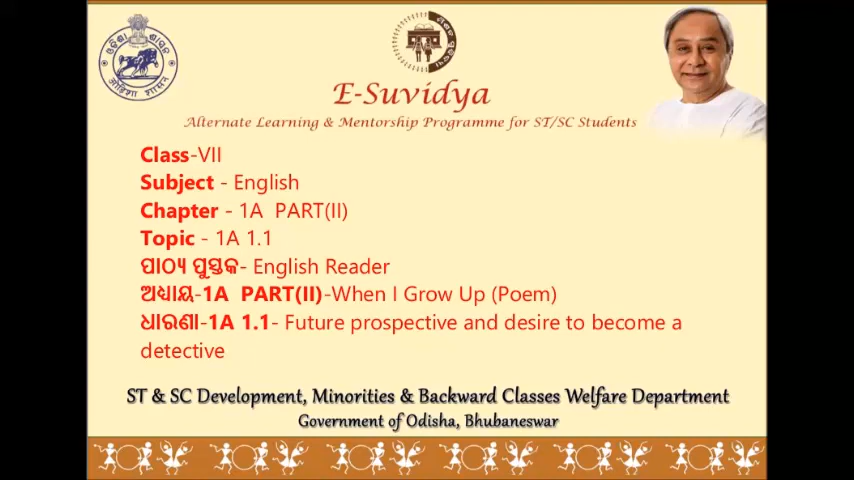 E-Suvidya
Alternate Learning & Mentorship Programme for ST/SC Students
Class-VII
Subject - English
Chapter - 1A PART(II)
Topic - 1A 1.1
ପାଠ୍ୟ ପୁସ୍ତକ- English Reader
ଅଧ୍ୟାୟ-1A PART(II)-When I Grow Up (Poem)
ଧାରଣା-1A 1.1- Future prospective and desire to become a
detective
ST & SC Development, Minorities & Backward Classes Welfare Department
Government of Odisha, Bhubaneswar